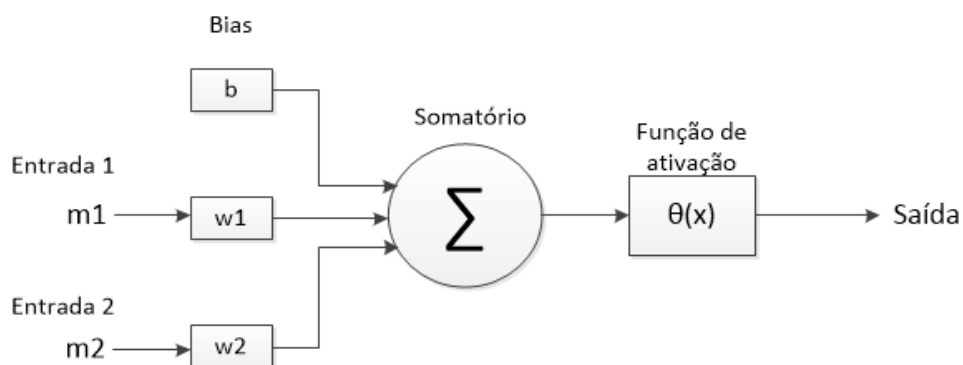 Bias
b
Somatório
Função de
ativação
Entrada 1
m1
w1
Σ
θ(x)
Saída
Entrada 2
m2
w2